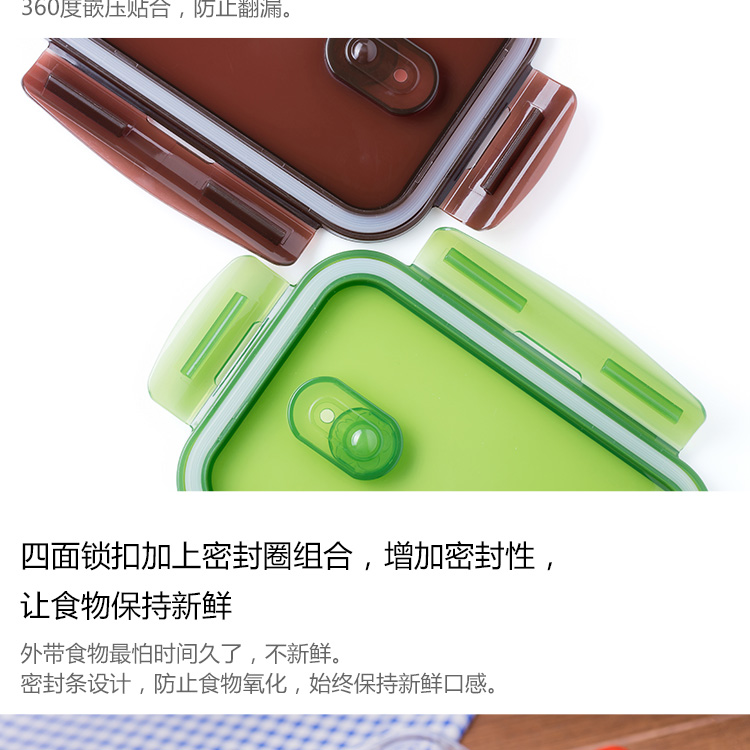 360度嵌压贴合，防止翻漏。
四面锁扣加上密封圈组合，增加密封性，
让食物保持新鲜
外带食物最怕时间久了，不新鲜。
密封条设计，防止食物氧化，始终保持新鲜口感。